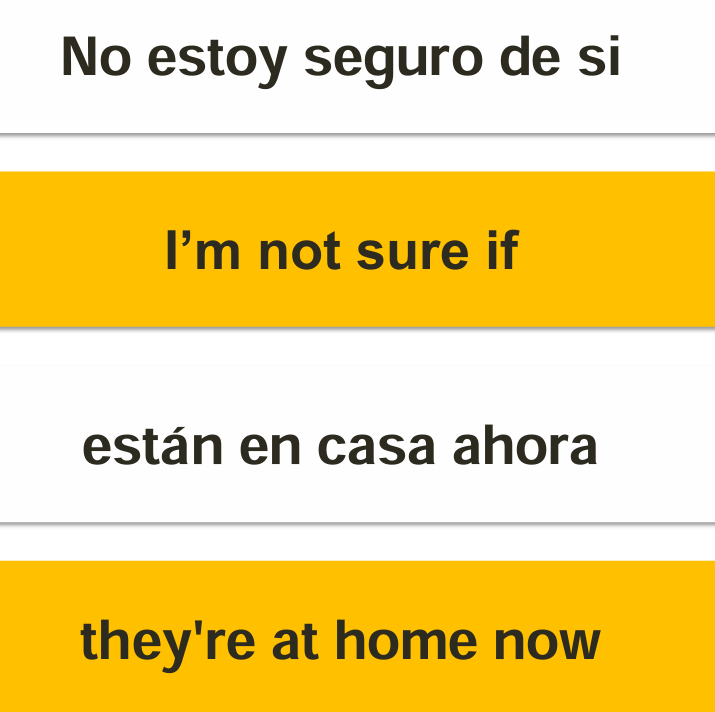 No estoy seguro de si
I’m not sure if
están en casa ahora
they're at home now